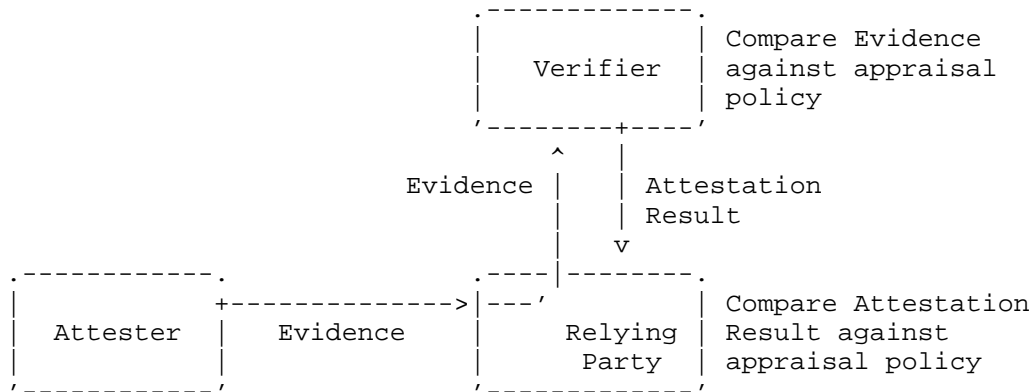 Compare Evidence
Verifier against appraisal
policy
Evidence Attestation
Result
Compare Attestation
Attester Evidence Relying Result against
Party appraisal policy